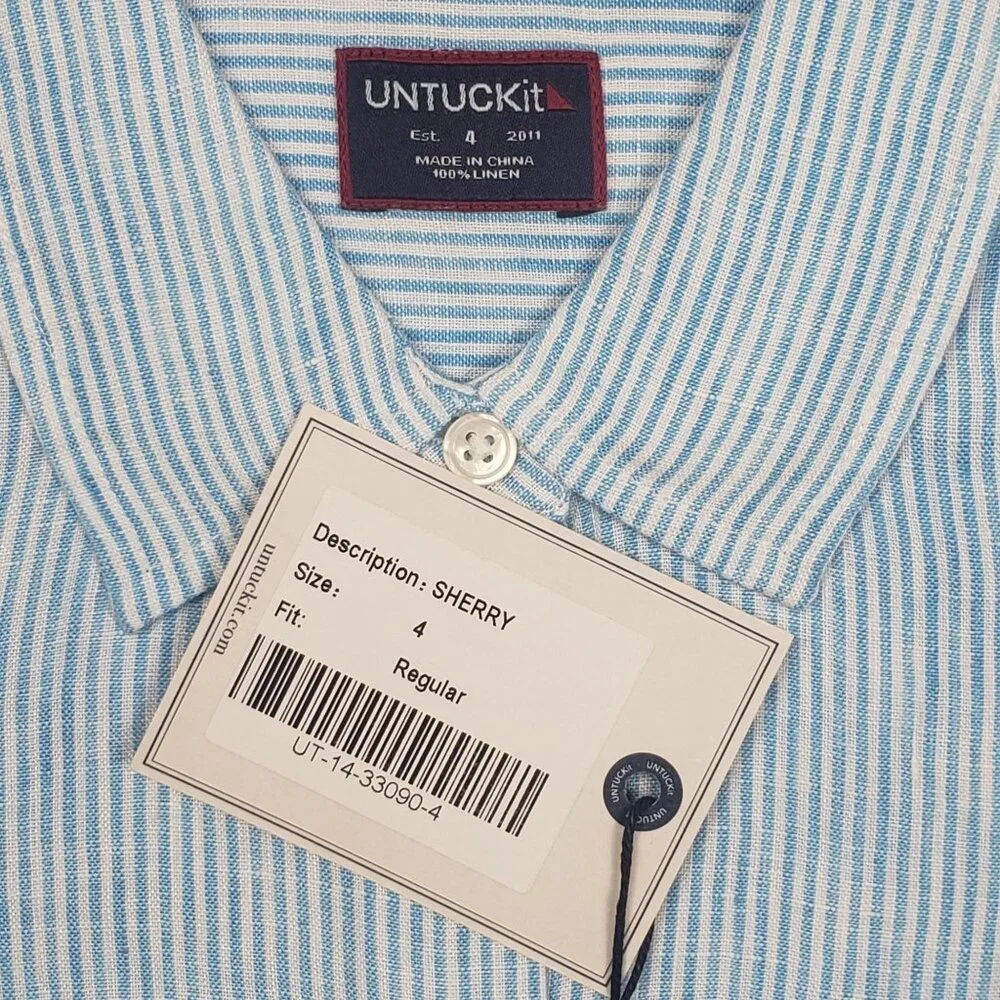 UNTUCKit
Est. 4 2011
MADE IN CHINA
100% LINEN
untuckit.com
Description: SHERRY
Size: 4
Fit: Regular
UT-14-33090-4
UNTUCKit UNTUCKit UNTUCKit